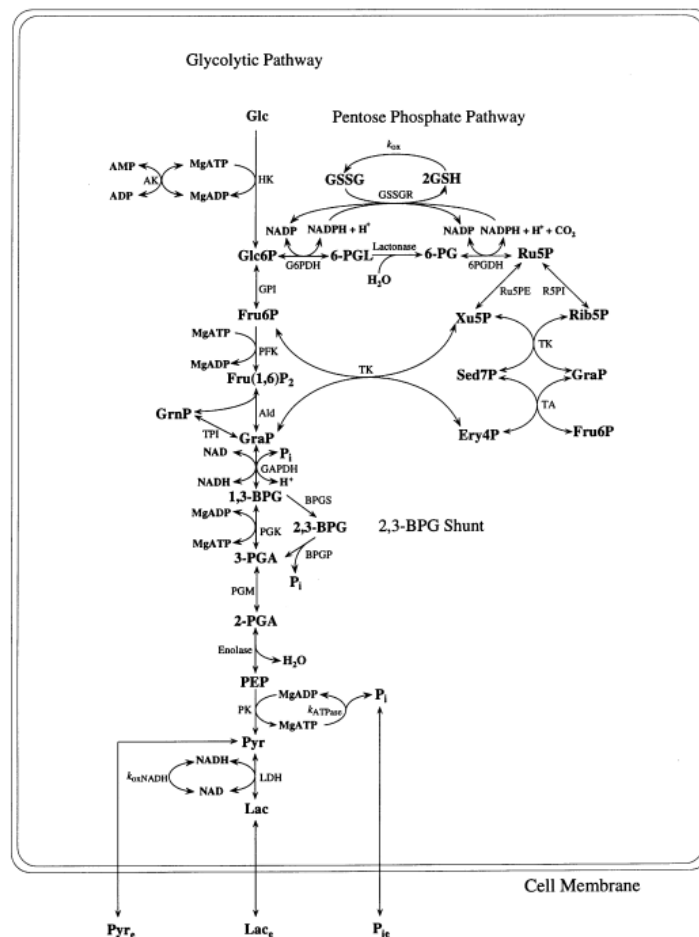 Glycolytic Pathway
Glc
Pentose Phosphate Pathway
k_ox
AMP
MgATP
GSSG
2GSH
AK
HK
ADP
MgADP
GSSGR
NADP
NADPH + H⁺
NADP
NADPH + H⁺ + CO₂
Glc6P
G6PDH
6-PGL
Lactonase
6-PG
6PGDH
Ru5P
H₂O
GPI
Ru5PE
R5PI
Fru6P
Xu5P
Rib5P
MgATP
PFK
TK
MgADP
Fru(1,6)P₂
TK
Sed7P
GraP
GrnP
Ald
TA
TPI
GraP
Ery4P
Fru6P
NAD
Pᵢ
GAPDH
NADH
H⁺
1,3-BPG
BPGS
MgADP
2,3-BPG
2,3-BPG Shunt
PGK
MgATP
BPGP
3-PGA
Pᵢ
PGM
2-PGA
Enolase
H₂O
PEP
MgADP
Pᵢ
PK
k_ATPase
MgATP
Pyr
NADH
k_oxNADH
LDH
NAD
Lac
Cell Membrane
Pyrₑ
Lacₑ
Pᵢₑ